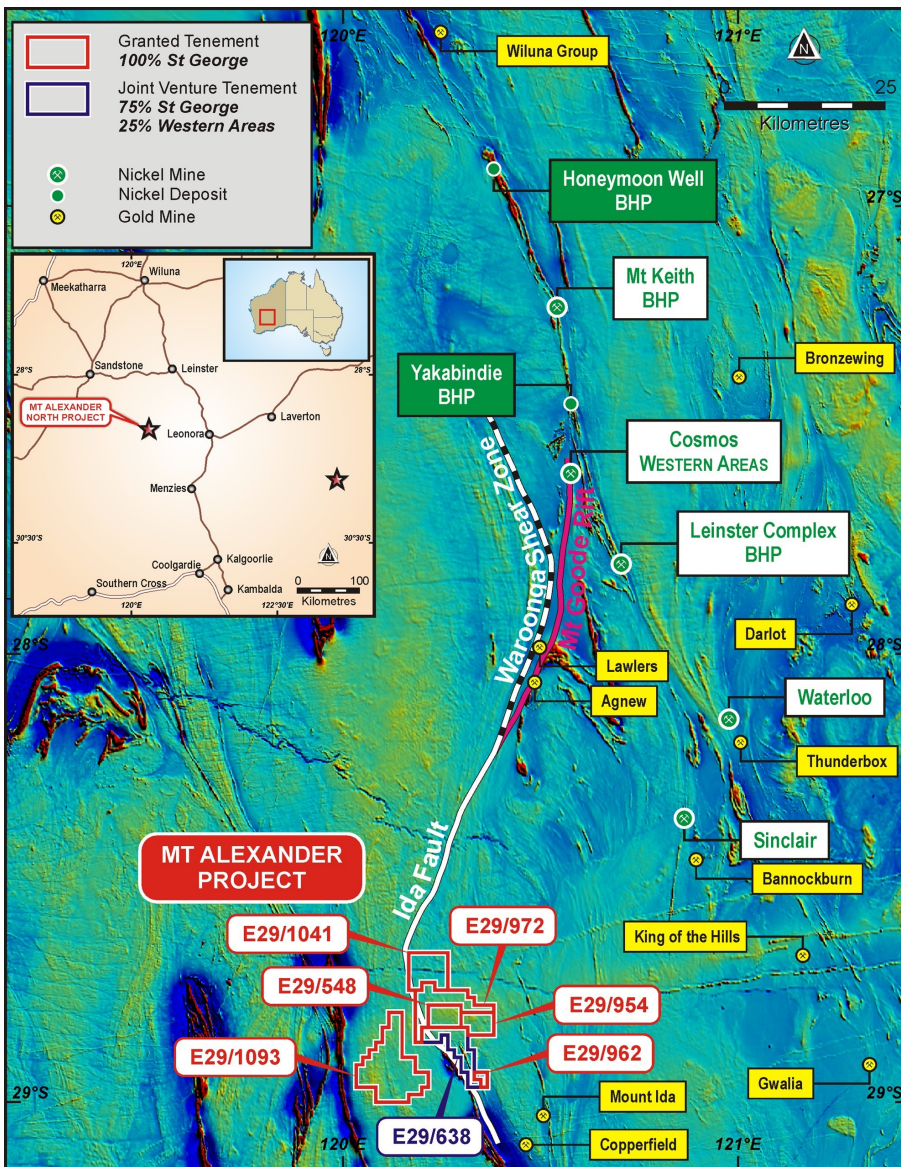 Granted Tenement
100% St George
Joint Venture Tenement
75% St George
25% Western Areas
Nickel Mine
Nickel Deposit
Gold Mine
120°E
121°E
N
0
25
Kilometres
Wiluna Group
Honeymoon Well
BHP
27°S
Mt Keith
BHP
Bronzewing
Yakabindie
BHP
Cosmos
WESTERN AREAS
Waroonga Shear Zone
Mt Goode Rift
Leinster Complex
BHP
Darlot
28°S
28°S
Lawlers
Agnew
Waterloo
Thunderbox
Sinclair
Bannockburn
King of the Hills
Ida Fault
MT ALEXANDER
PROJECT
E29/1041
E29/972
E29/548
E29/954
E29/1093
E29/962
E29/638
Gwalia
Mount Ida
Copperfield
29°S
29°S
120°E
121°E
120°E
Wiluna
Meekatharra
28°S
Sandstone
Leinster
MT ALEXANDER
NORTH PROJECT
Laverton
Leonora
Menzies
30°30'S
30°30'S
Kalgoorlie
Coolgardie
Southern Cross
Kambalda
N
0
100
Kilometres
120°E
122°30'E